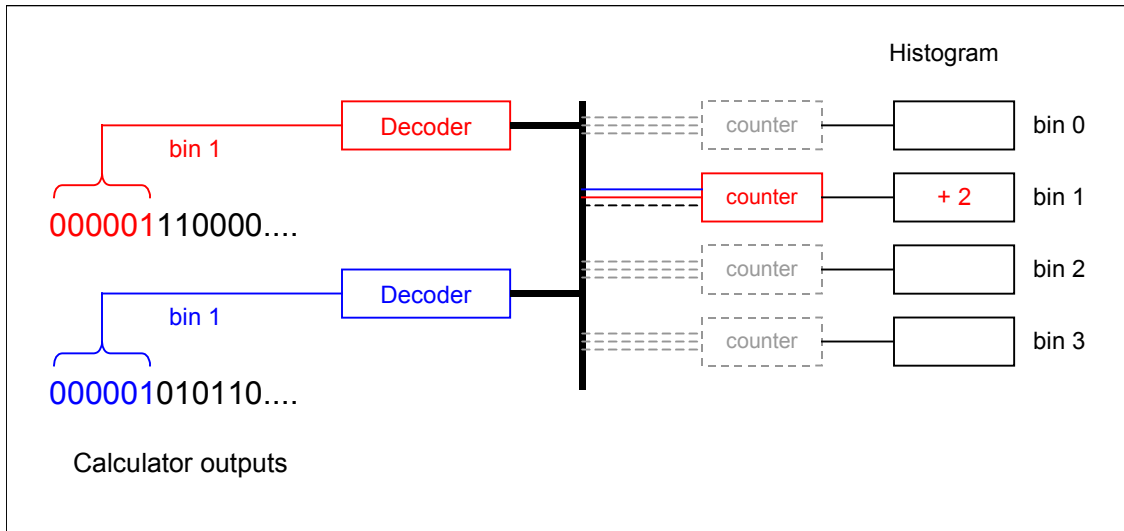 Histogram
Decoder
counter
bin 0
bin 1
000001110000....
counter
+ 2
bin 1
Decoder
counter
bin 2
bin 1
counter
bin 3
000001010110....
Calculator outputs